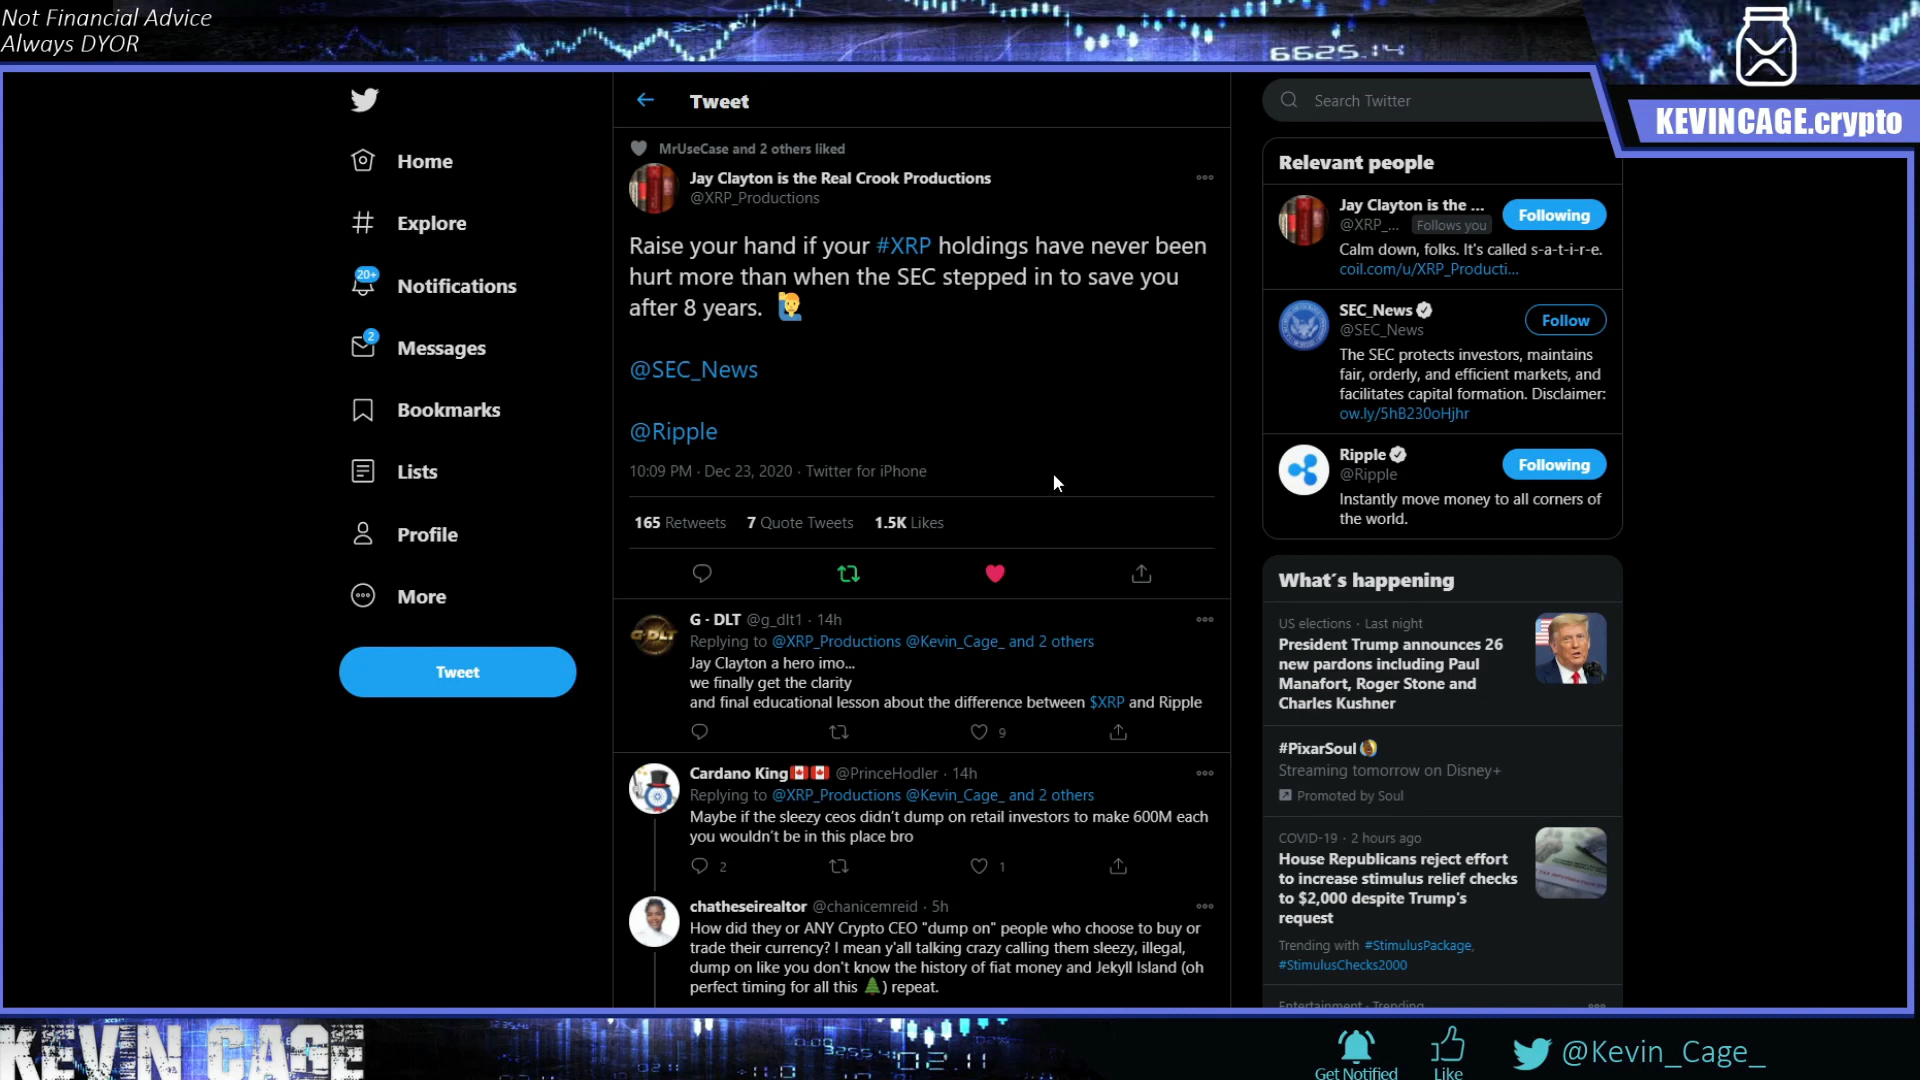 Not Financial Advice
Always DYOR
6625.14
KEVINCAGE.crypto
Home
Explore
20+
Notifications
2
Messages
Bookmarks
Lists
Profile
More
Tweet
Tweet
MrUseCase and 2 others liked
Jay Clayton is the Real Crook Productions
@XRP_Productions
Raise your hand if your #XRP holdings have never been
hurt more than when the SEC stepped in to save you
after 8 years.
@SEC_News
@Ripple
10:09 PM · Dec 23, 2020 · Twitter for iPhone
165 Retweets 7 Quote Tweets 1.5K Likes
G - DLT @g_dlt1 · 14h
Replying to @XRP_Productions @Kevin_Cage_ and 2 others
Jay Clayton a hero imo...
we finally get the clarity
and final educational lesson about the difference between $XRP and Ripple
9
Cardano King @PrinceHodler · 14h
Replying to @XRP_Productions @Kevin_Cage_ and 2 others
Maybe if the sleezy ceos didn't dump on retail investors to make 600M each
you wouldn't be in this place bro
2 1
chatheseirealtor @chanicemreid · 5h
How did they or ANY Crypto CEO "dump on" people who choose to buy or
trade their currency? I mean y'all talking crazy calling them sleezy, illegal,
dump on like you don't know the history of fiat money and Jekyll Island (oh
perfect timing for all this ) repeat.
Search Twitter
Relevant people
Jay Clayton is the ...
@XRP_... Follows you
Following
Calm down, folks. It's called s-a-t-i-r-e.
coil.com/u/XRP_Producti...
SEC_News
@SEC_News
Follow
The SEC protects investors, maintains
fair, orderly, and efficient markets, and
facilitates capital formation. Disclaimer:
ow.ly/5hB230oHjhr
Ripple
@Ripple
Following
Instantly move money to all corners of
the world.
What's happening
US elections · Last night
President Trump announces 26
new pardons including Paul
Manafort, Roger Stone and
Charles Kushner
#PixarSoul
Streaming tomorrow on Disney+
Promoted by Soul
COVID-19 · 2 hours ago
House Republicans reject effort
to increase stimulus relief checks
to $2,000 despite Trump's
request
Trending with #StimulusPackage,
#StimulusChecks2000
Entertainment · Trending
KEVIN CAGE
02.11
Get Notified
Like
@Kevin_Cage_